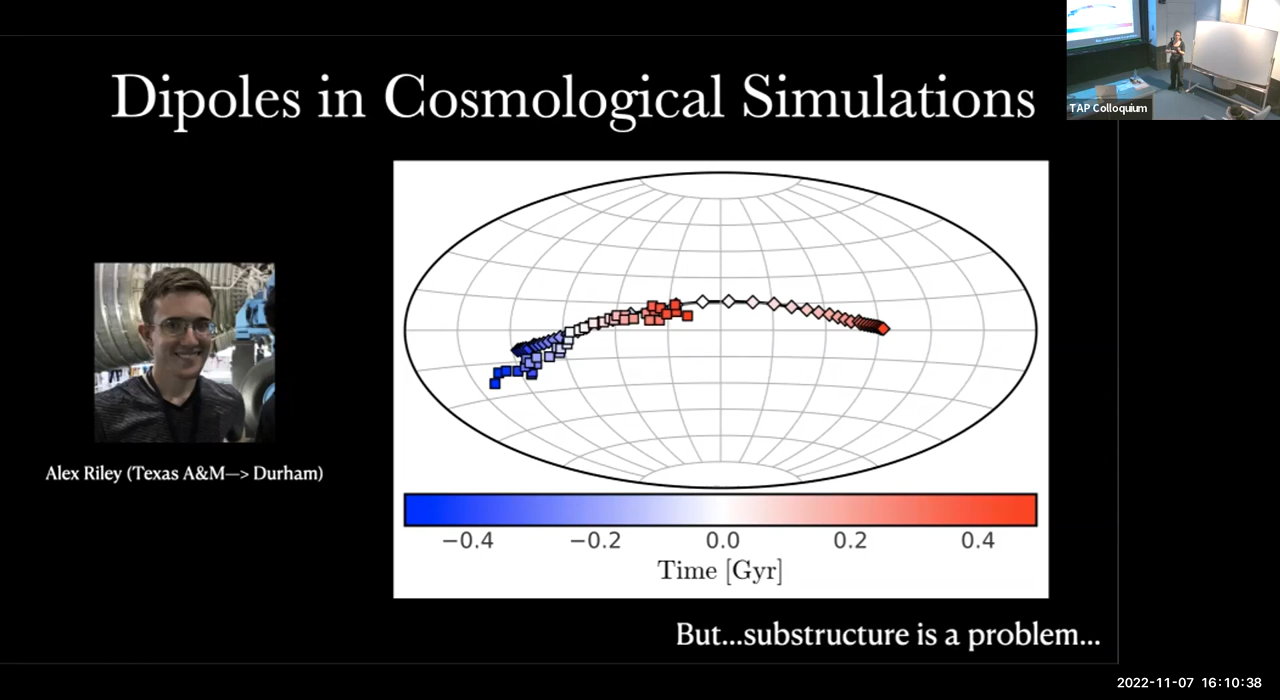 Dipoles in Cosmological Simulations
TAP Colloquium
Alex Riley (Texas A&M—> Durham)
−0.4 −0.2 0.0 0.2 0.4
Time [Gyr]
But...substructure is a problem...
2022-11-07 16:10:38